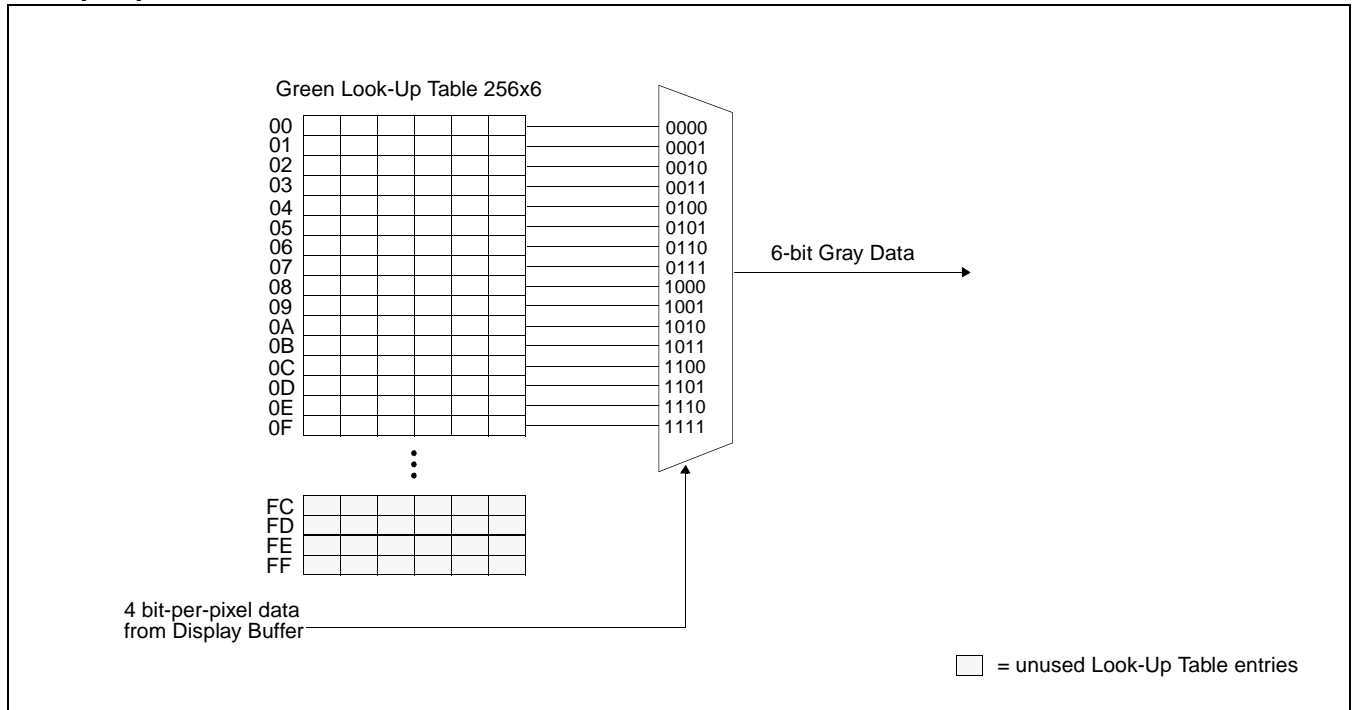 Green Look-Up Table 256x6
00
01
02
03
04
05
06
07
08
09
0A
0B
0C
0D
0E
0F
0000
0001
0010
0011
0100
0101
0110
0111
1000
1001
1010
1011
1100
1101
1110
1111
6-bit Gray Data
FC
FD
FE
FF
4 bit-per-pixel data
from Display Buffer
= unused Look-Up Table entries